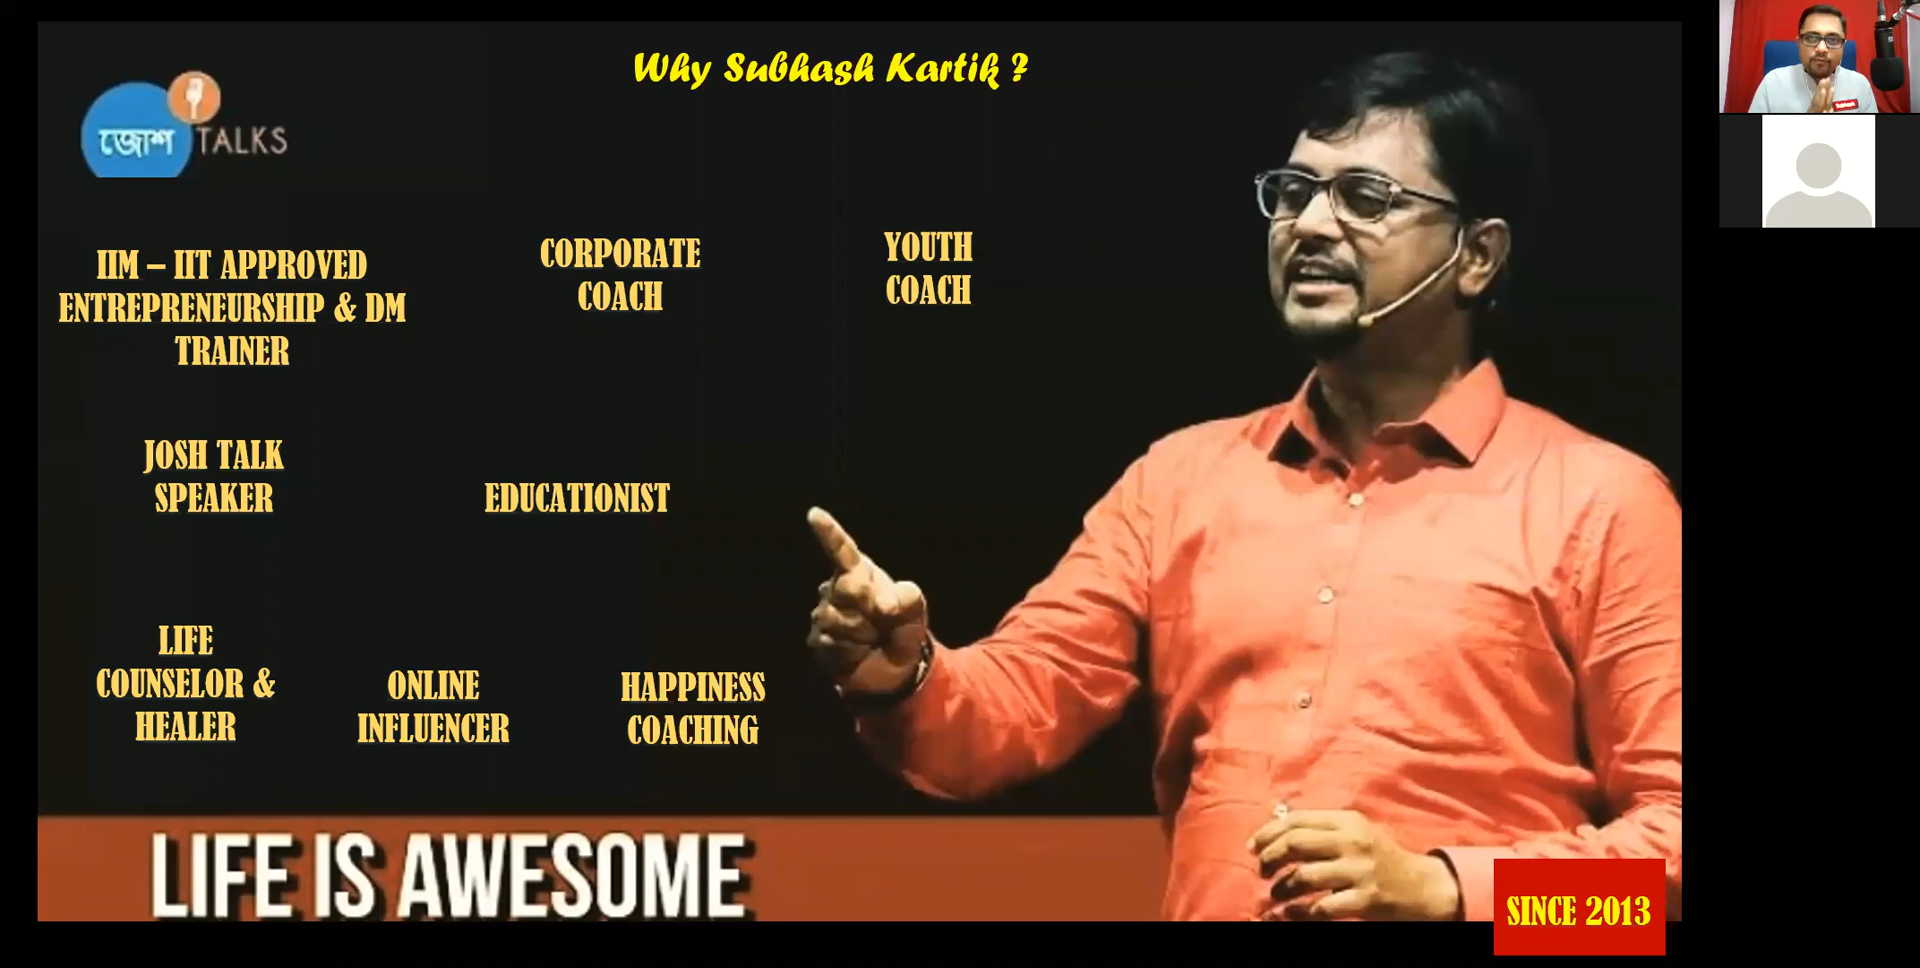 Why Subhash Kartik ?
জোশ TALKS
IIM – IIT APPROVED
ENTREPRENEURSHIP & DM
TRAINER
CORPORATE
COACH
YOUTH
COACH
JOSH TALK
SPEAKER
EDUCATIONIST
LIFE
COUNSELOR &
HEALER
ONLINE
INFLUENCER
HAPPINESS
COACHING
LIFE IS AWESOME
SINCE 2013